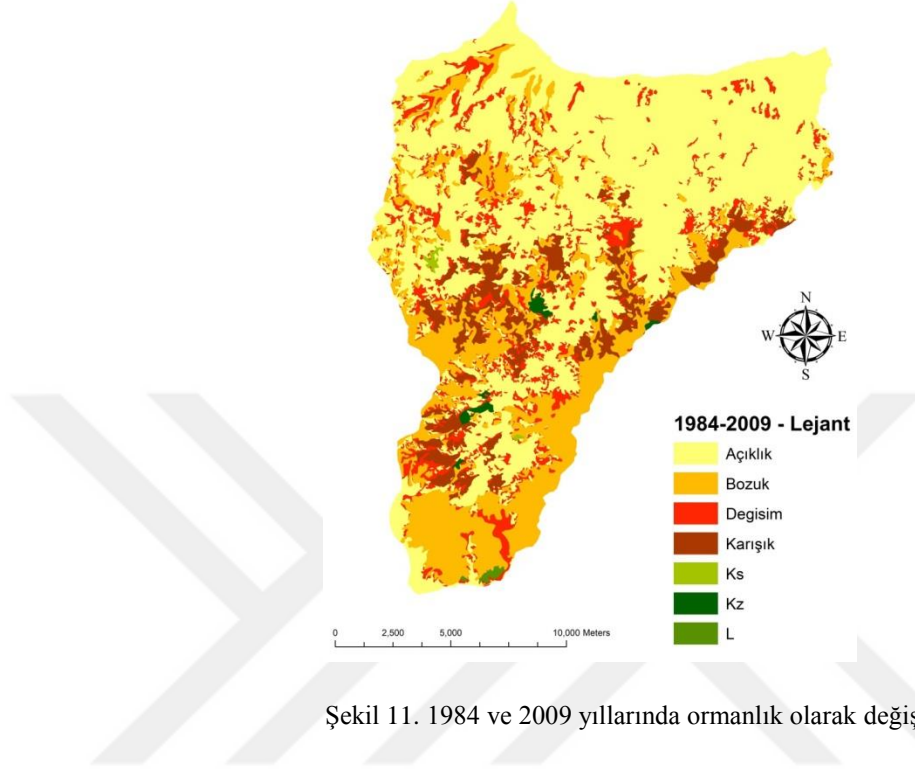 N
W E
S
1984-2009 - Lejant
Açıklık
Bozuk
Degisim
Karışık
Ks
Kz
L
0 2,500 5,000 10,000 Meters
Şekil 11. 1984 ve 2009 yıllarında ormanlık olarak değiş